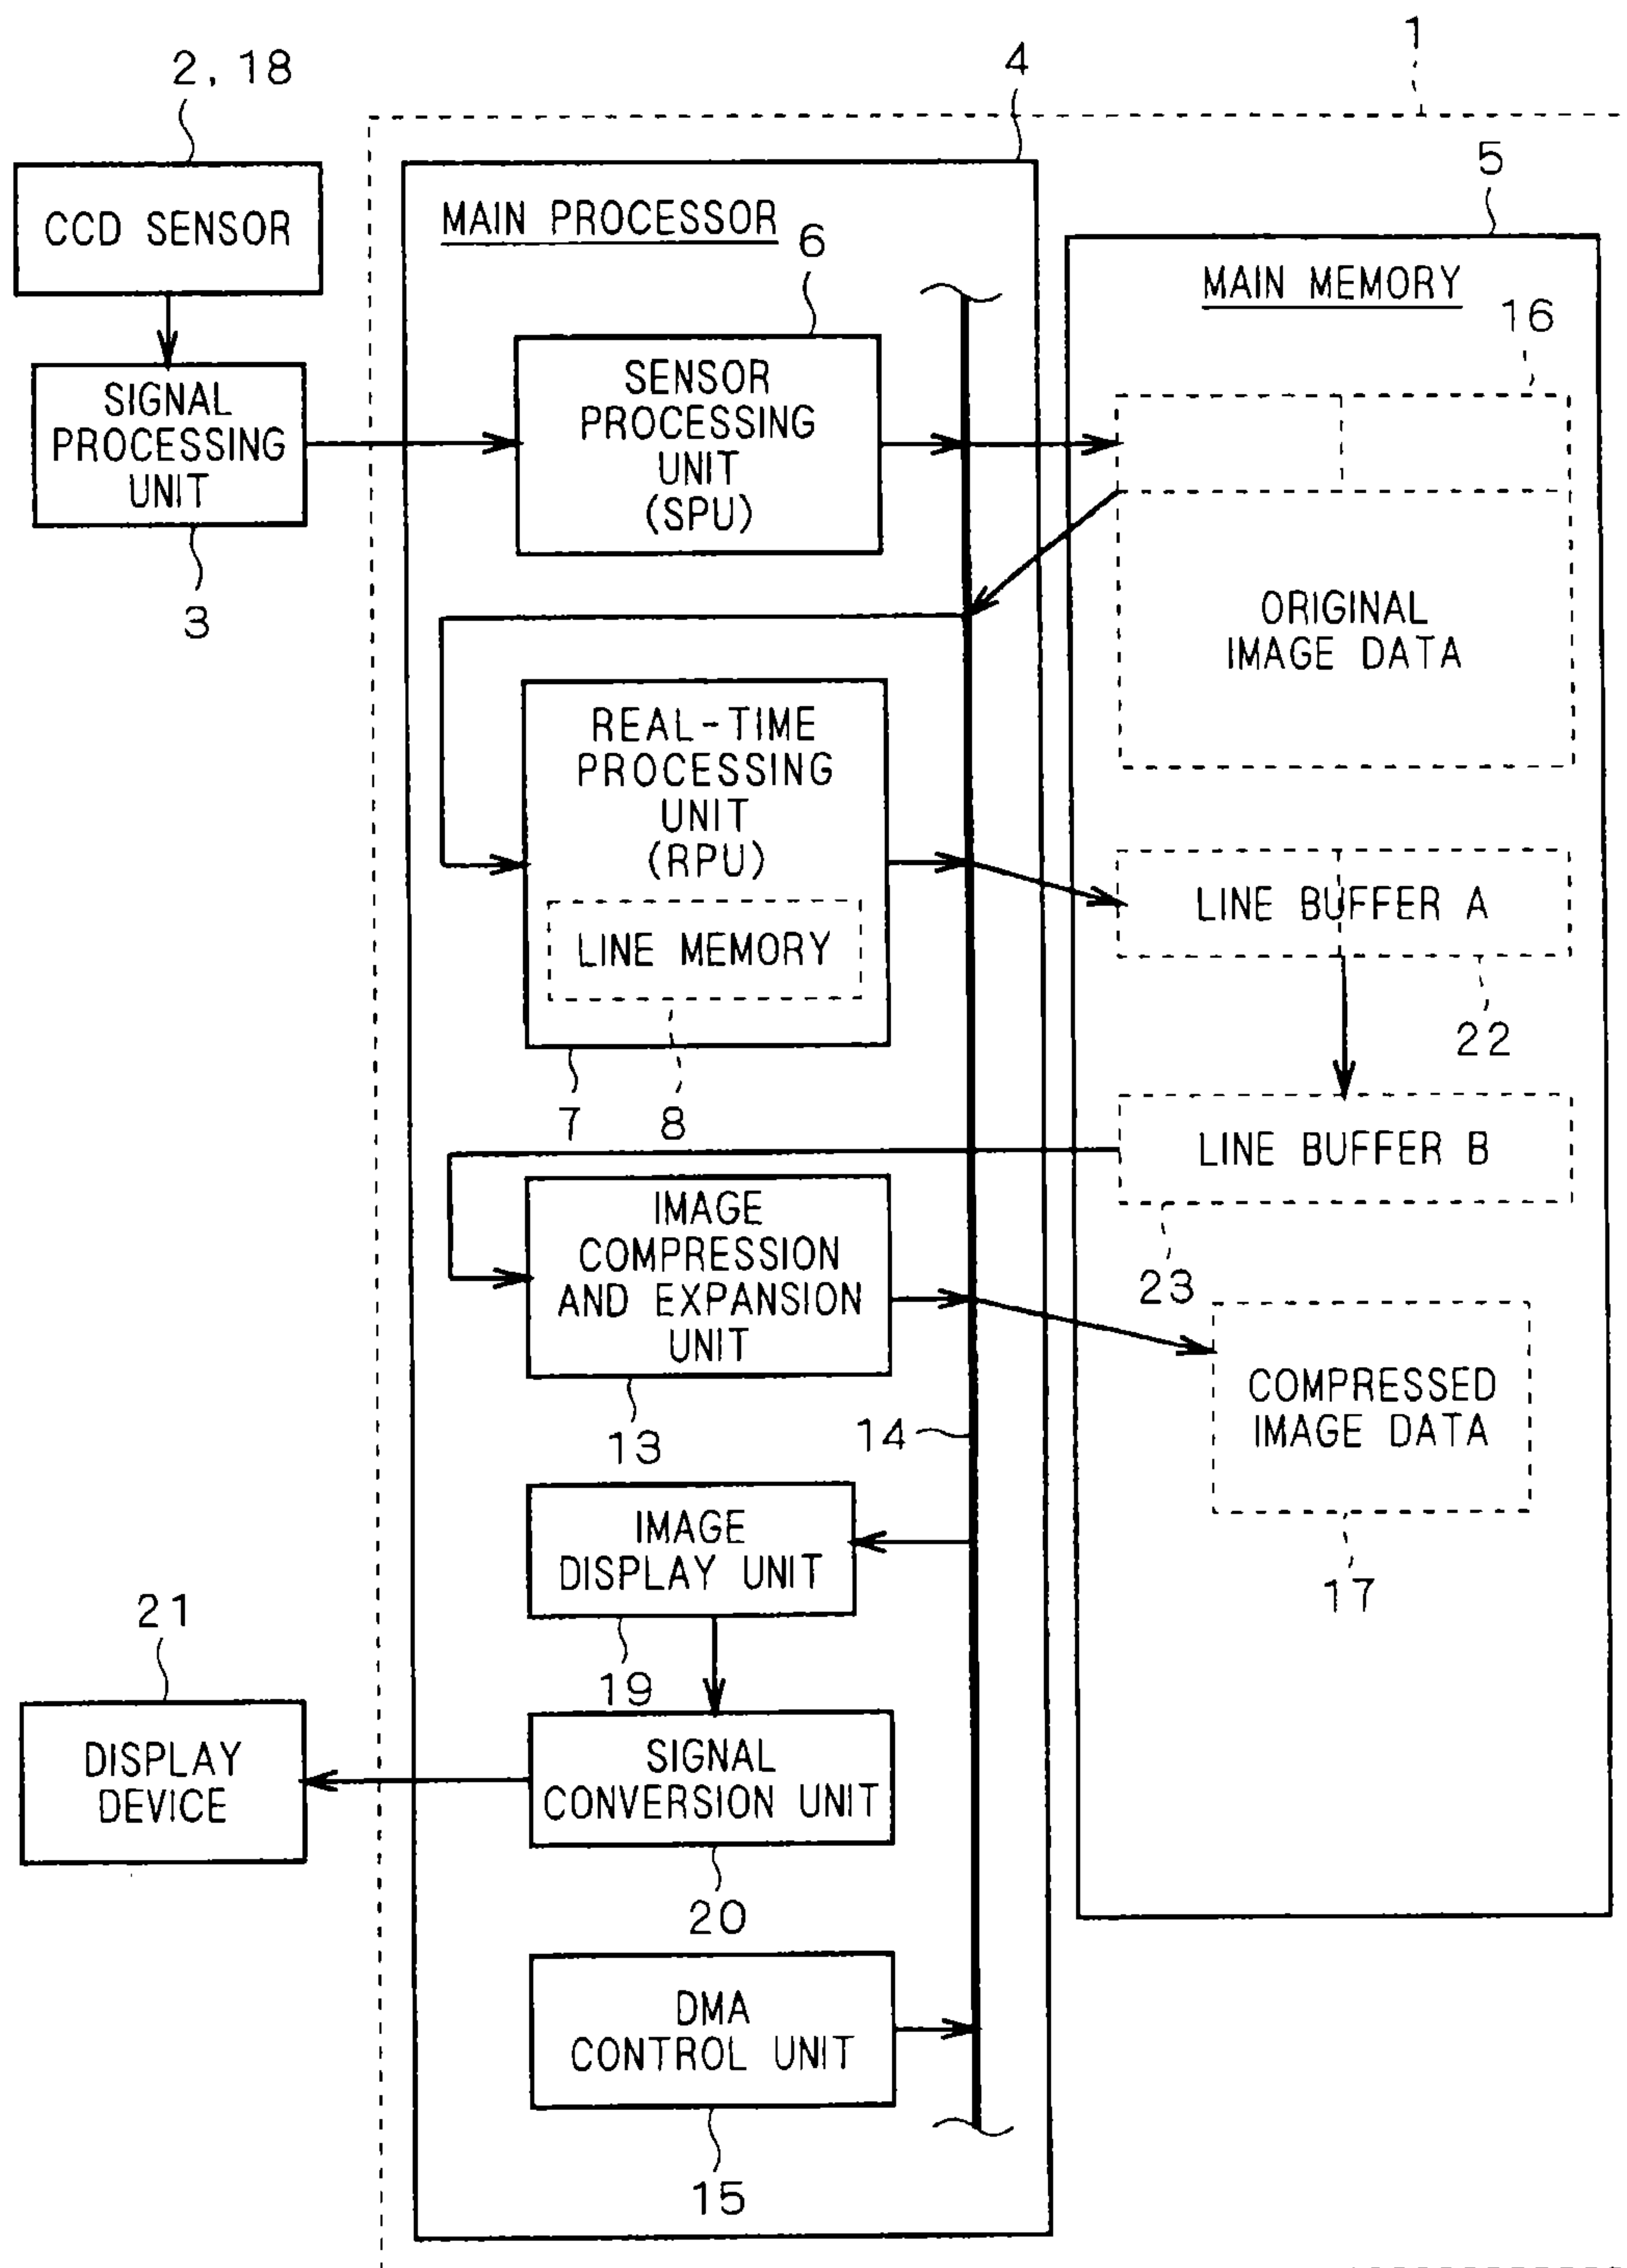 1
2, 18
4
CCD SENSOR
MAIN PROCESSOR
5
6
MAIN MEMORY
16
SIGNAL
PROCESSING
UNIT
3
SENSOR
PROCESSING
UNIT
(SPU)
ORIGINAL
IMAGE DATA
REAL-TIME
PROCESSING
UNIT
(RPU)
LINE MEMORY
7
8
LINE BUFFER A
22
LINE BUFFER B
23
IMAGE
COMPRESSION
AND EXPANSION
UNIT
13
14
COMPRESSED
IMAGE DATA
17
IMAGE
DISPLAY UNIT
19
21
DISPLAY
DEVICE
SIGNAL
CONVERSION UNIT
20
DMA
CONTROL UNIT
15